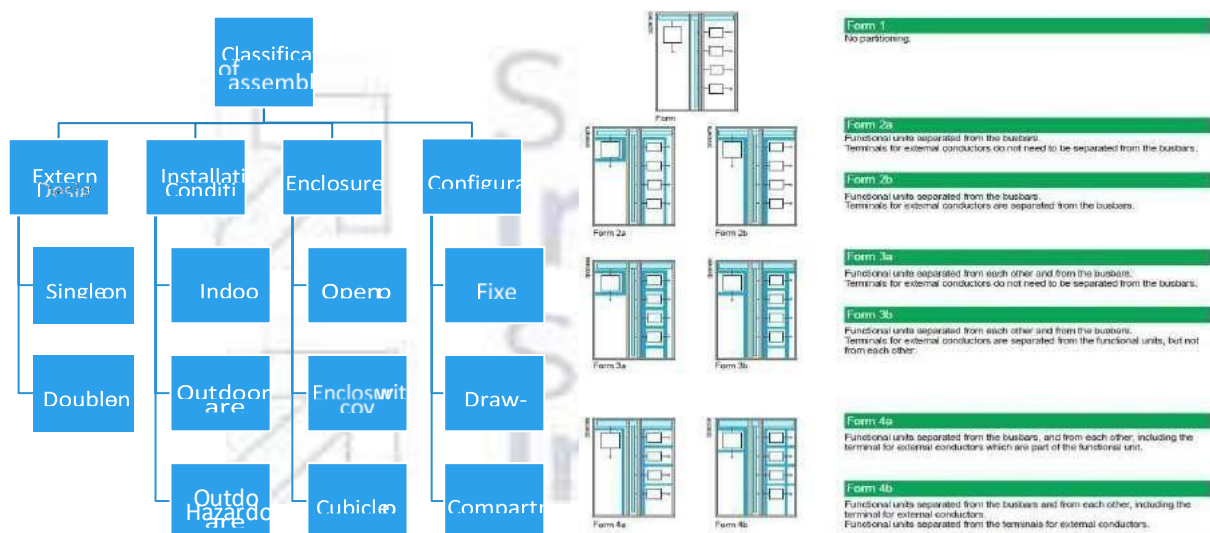 Classifica
of
assembl
Extern
Desig
Installati
Conditi
Enclosure
Configura
Single on
Indoo
Open
Fixe
Double on
Outdoor
are
Enclosur wit
cov
Draw-
Outdo
Hazardo
are
Cubicle
Compartr
Form
Form 2a
Form 2b
Form 3a
Form 3b
Form 4a
Form 4b
Form 1
No partitioning.
Form 2a
Functional units separated from the busbars.
Terminals for external conductors do not need to be separated from the busbars.
Form 2b
Functional units separated from the busbars.
Terminals for external conductors are separated from the busbars.
Form 3a
Functional units separated from each other and from the busbars.
Terminals for external conductors do not need to be separated from the busbars.
Form 3b
Functional units separated from each other and from the busbars.
Terminals for external conductors are separated from the functional units, but not
from each other.
Form 4a
Functional units separated from the busbars, and from each other, including the
terminal for external conductors which are part of the functional unit.
Form 4b
Functional units separated from the busbars and from each other, including the
terminal for external conductors.
Functional units separated from the terminals for external conductors.